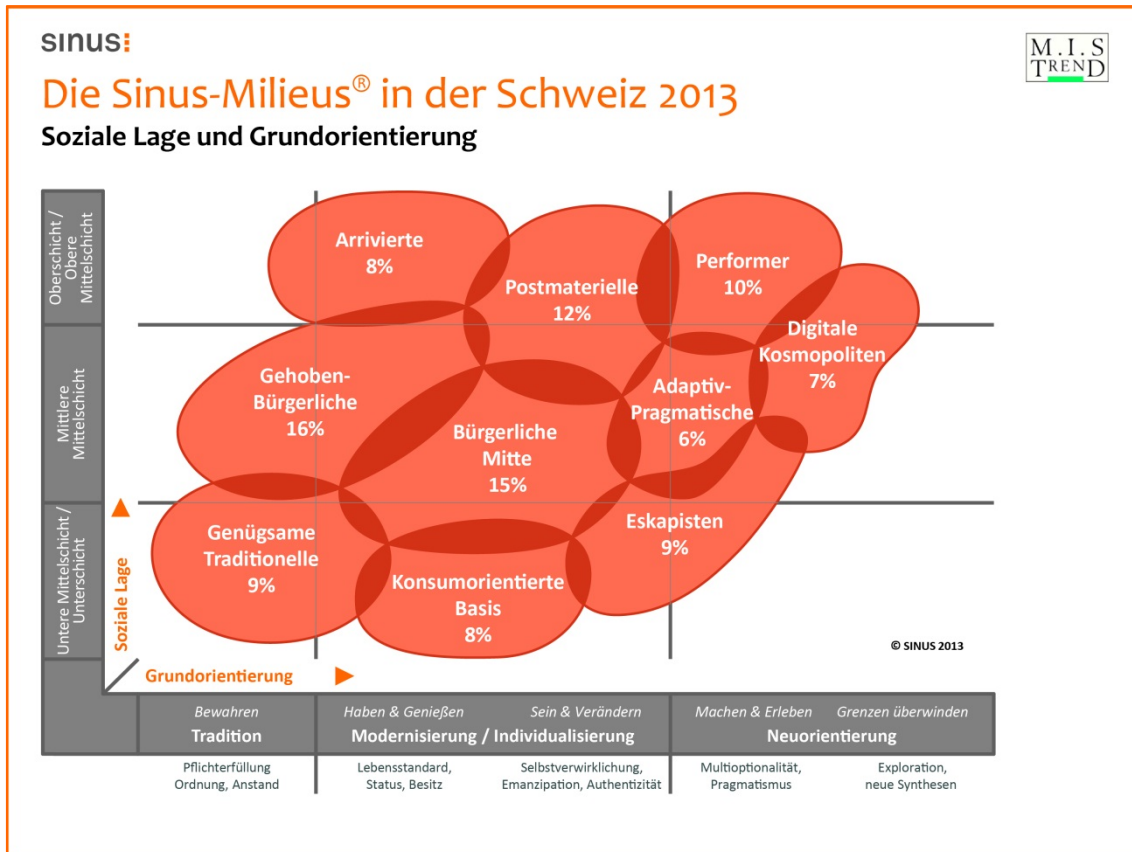 sinus:
M.I.S
TREND
Die Sinus-Milieus® in der Schweiz 2013
Soziale Lage und Grundorientierung
Oberschicht /
Obere
Mittelschicht
Mittlere
Mittelschicht
Untere Mittelschicht /
Unterschicht
Soziale Lage
Arrivierte
8%
Postmaterielle
12%
Performer
10%
Digitale
Kosmopoliten
7%
Gehoben-
Bürgerliche
16%
Adaptiv-
Pragmatische
6%
Bürgerliche
Mitte
15%
Genügsame
Traditionelle
9%
Eskapisten
9%
Konsumorientierte
Basis
8%
© SINUS 2013
Grundorientierung
Bewahren
Tradition
Haben & Genießen
Sein & Verändern
Modernisierung / Individualisierung
Machen & Erleben
Grenzen überwinden
Neuorientierung
Pflichterfüllung
Ordnung, Anstand
Lebensstandard,
Status, Besitz
Selbstverwirklichung,
Emanzipation, Authentizität
Multioptionalität,
Pragmatismus
Exploration,
neue Synthesen